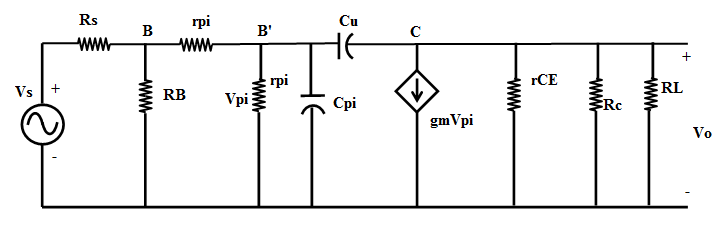 Rs B rpi B' Cu C
Vs + RB Vpi rpi Cpi gmVpi rCE Rc RL +
Vo
- -